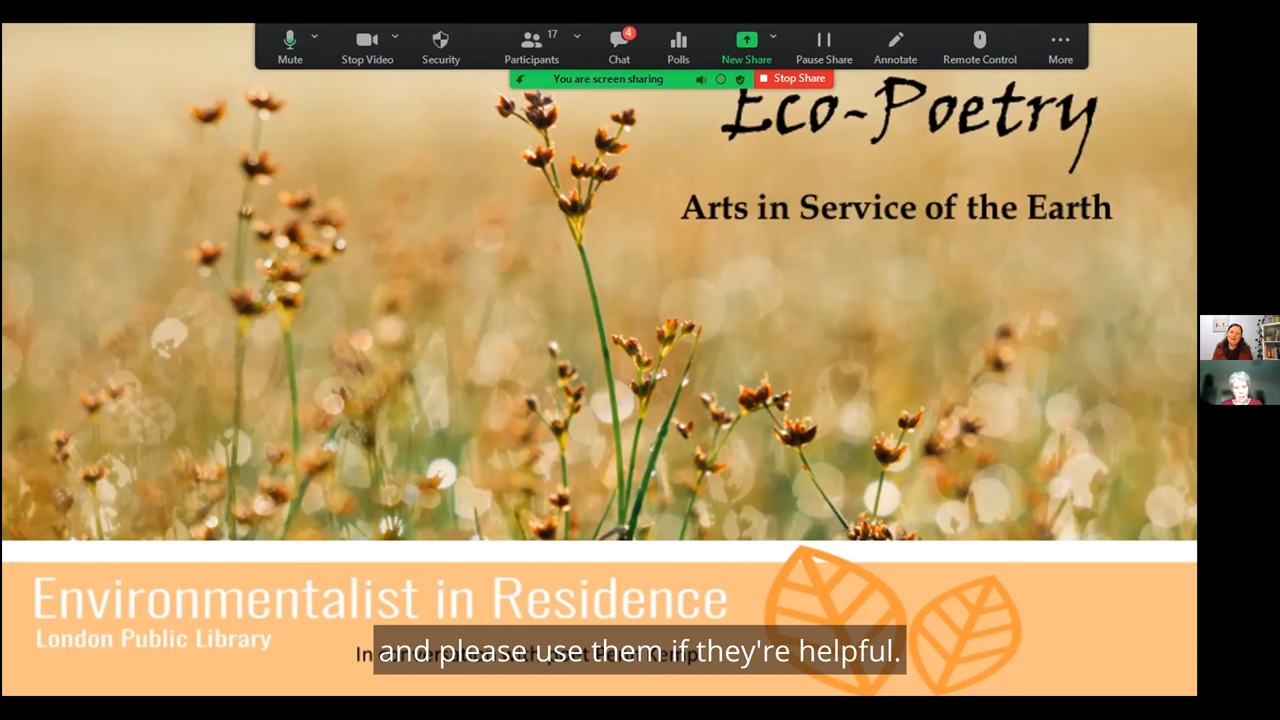 17
4
Mute
Stop Video
Security
Participants
Chat
Polls
New Share
Pause Share
Annotate
Remote Control
More
You are screen sharing
Stop Share
Eco-Poetry
Arts in Service of the Earth
Environmentalist in Residence
London Public Library
In
and please use them if they're helpful.